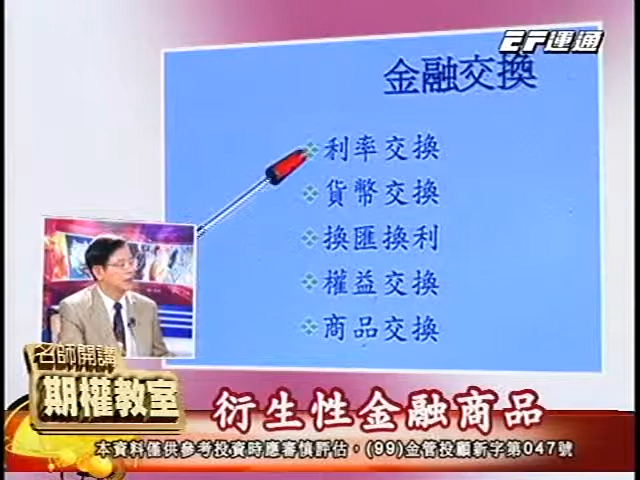 EF運通
金融交換
利率交換
貨幣交換
換匯換利
權益交換
商品交換
名師開講
期權教室
衍生性金融商品
本資料僅供參考投資時應審慎評估，(99)金管投顧新字第047號